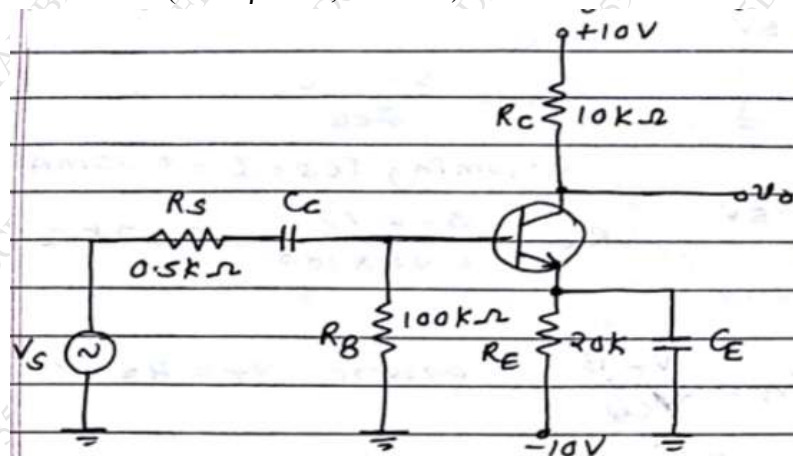 +10V
RC 10KΩ
RS CC
0.5KΩ
vo
100KΩ
RB
VS
RE 20K CE
-10V